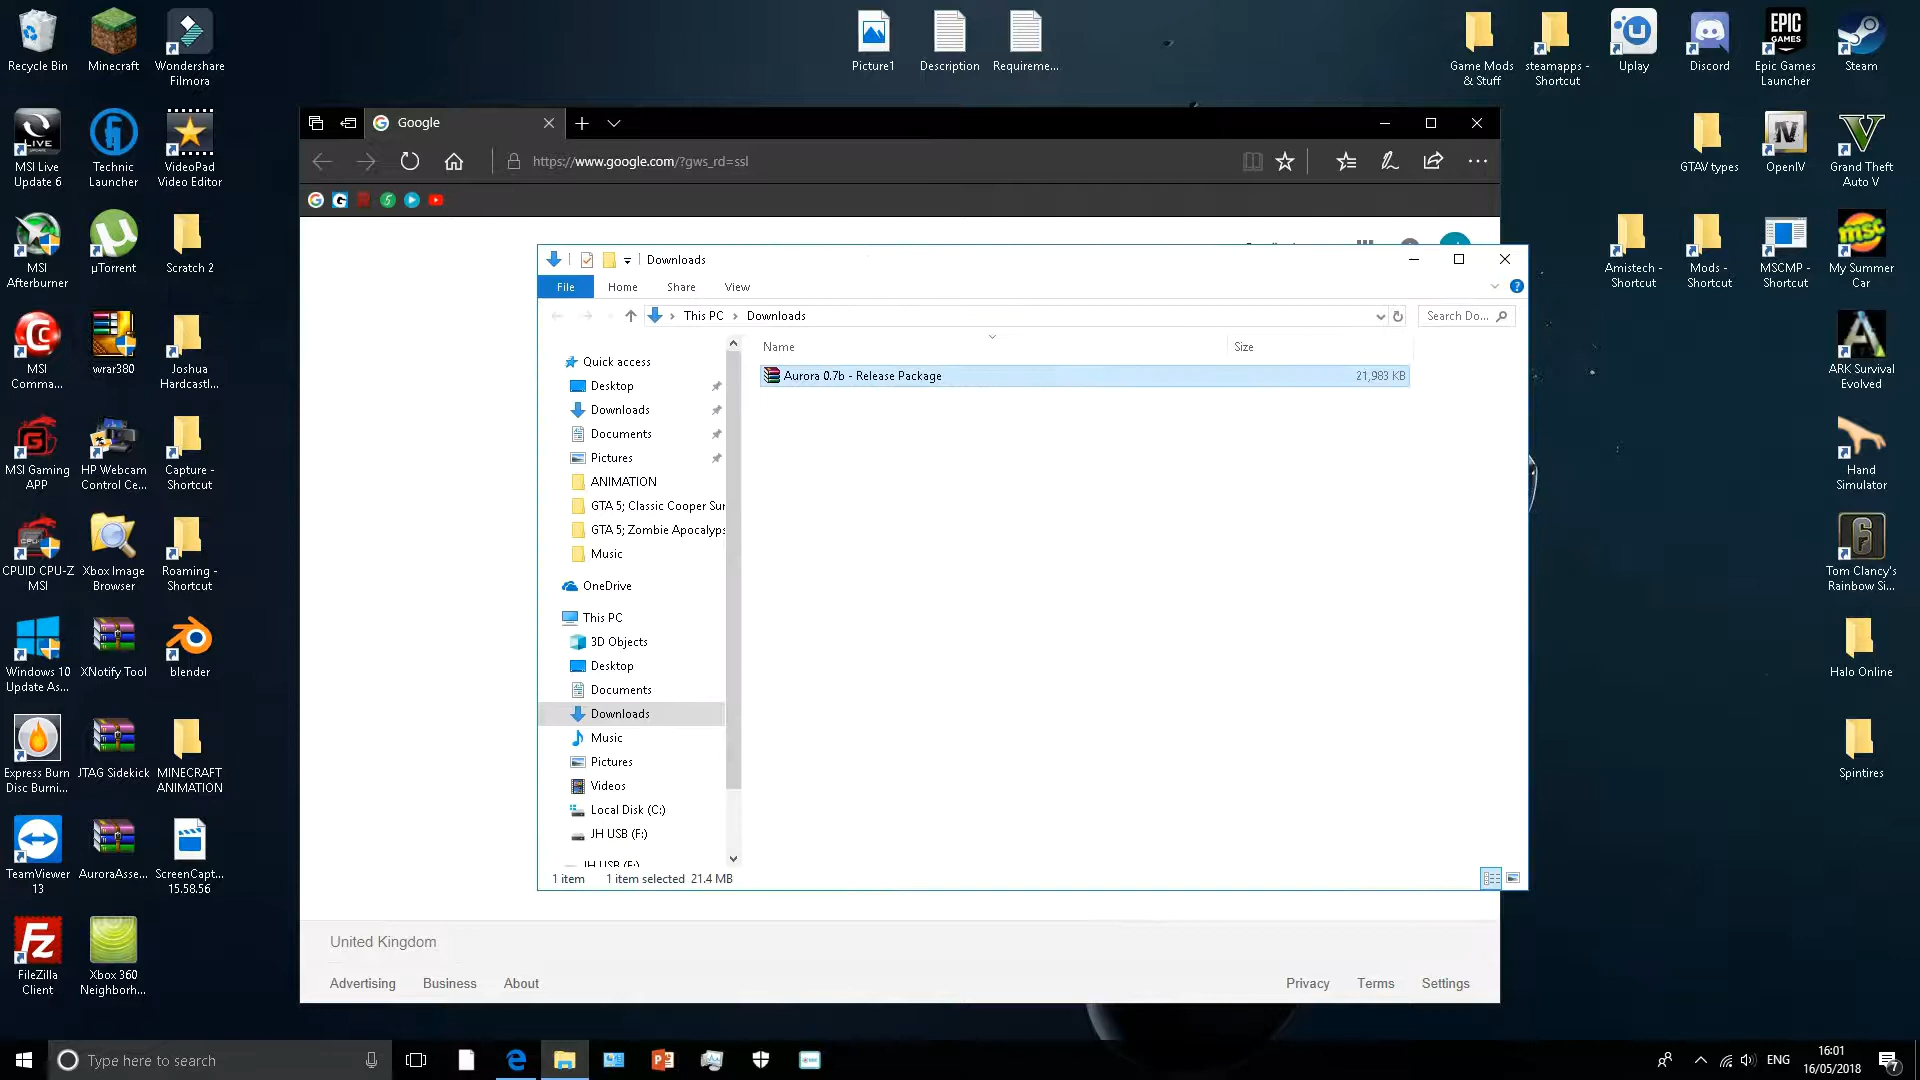 Recycle Bin
Minecraft
Wondershare
Filmora
Picture1
Description
Requireme...
Game Mods
& Stuff
steamapps -
Shortcut
Uplay
Discord
Epic Games
Launcher
Steam
MSI Live
Update 6
Technic
Launcher
VideoPad
Video Editor
GTAV types
OpenIV
Grand Theft
Auto V
MSI
Afterburner
µTorrent
Scratch 2
Amistech -
Shortcut
Mods -
Shortcut
MSCMP -
Shortcut
My Summer
Car
MSI
Comma...
wrar380
Joshua
Hardcastl...
ARK Survival
Evolved
MSI Gaming
APP
HP Webcam
Control Ce...
Capture -
Shortcut
Hand
Simulator
CPUID CPU-Z
MSI
Xbox Image
Browser
Roaming -
Shortcut
Tom Clancy's
Rainbow Si...
Windows 10
Update As...
XNotify Tool
blender
Halo Online
Express Burn
Disc Burni...
JTAG Sidekick
MINECRAFT
ANIMATION
Spintires
TeamViewer
13
AuroraAsse...
ScreenCapt...
15.58.56
FileZilla
Client
Xbox 360
Neighborh...
Google
https://www.google.com/?gws_rd=ssl
Downloads
File
Home
Share
View
This PC
Downloads
Search Do...
Name
Size
Aurora 0.7b - Release Package
21,983 KB
Quick access
Desktop
Downloads
Documents
Pictures
ANIMATION
GTA 5; Classic Cooper Sur
GTA 5; Zombie Apocalyps
Music
OneDrive
This PC
3D Objects
Desktop
Documents
Downloads
Music
Pictures
Videos
Local Disk (C:)
JH USB (F:)
JH USB (F:)
1 item
1 item selected 21.4 MB
United Kingdom
Advertising
Business
About
Privacy
Terms
Settings
Type here to search
ENG
16:01
16/05/2018
7